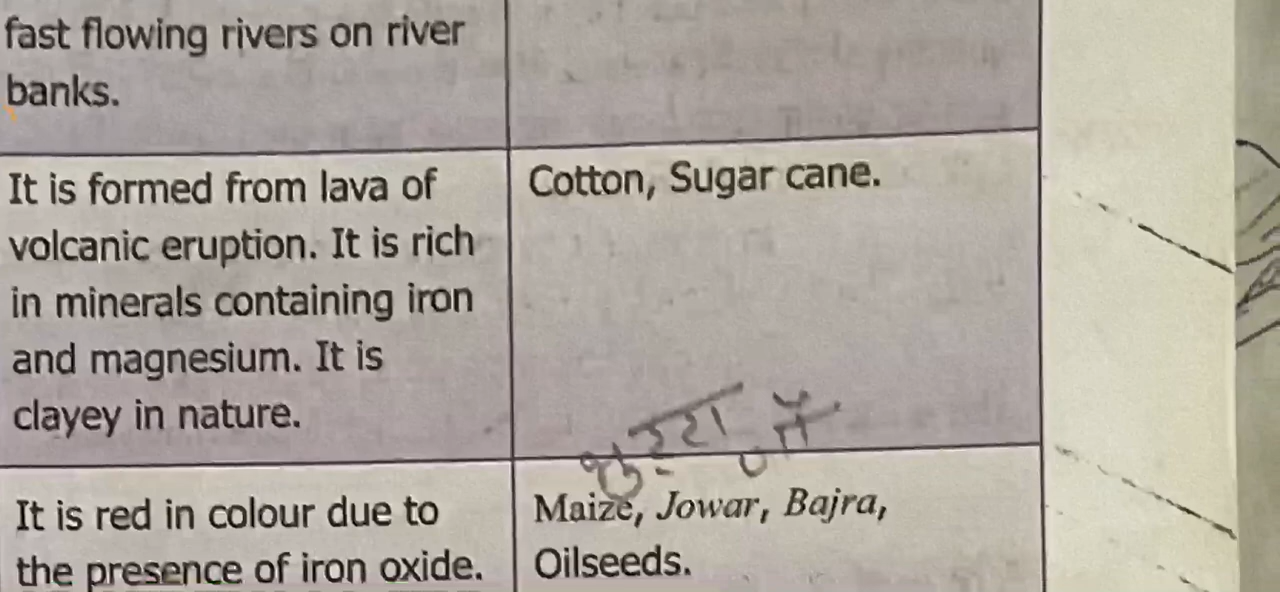 fast flowing rivers on river
banks.
It is formed from lava of
volcanic eruption. It is rich
in minerals containing iron
and magnesium. It is
clayey in nature.
Cotton, Sugar cane.
It is red in colour due to
the presence of iron oxide.
Maize, Jowar, Bajra,
Oilseeds.